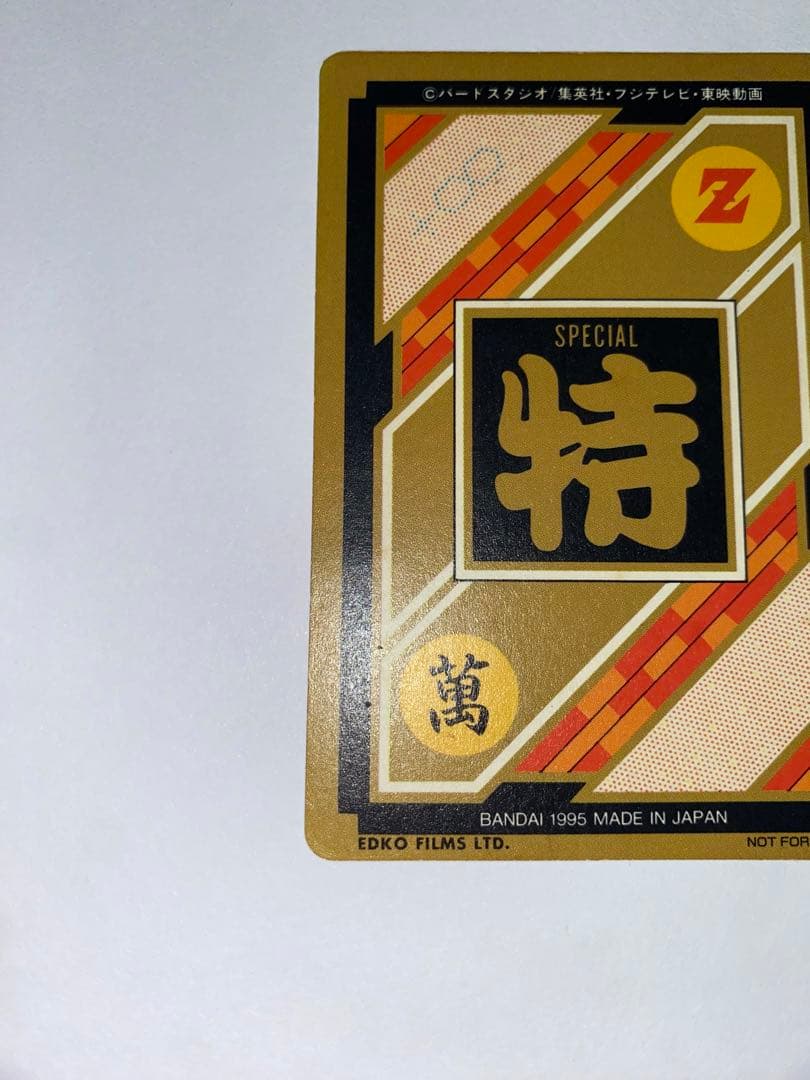 ©バードスタジオ/集英社・フジテレビ・東映動画
Z
SPECIAL
特
萬
BANDAI 1995 MADE IN JAPAN
EDKO FILMS LTD.
NOT FOR